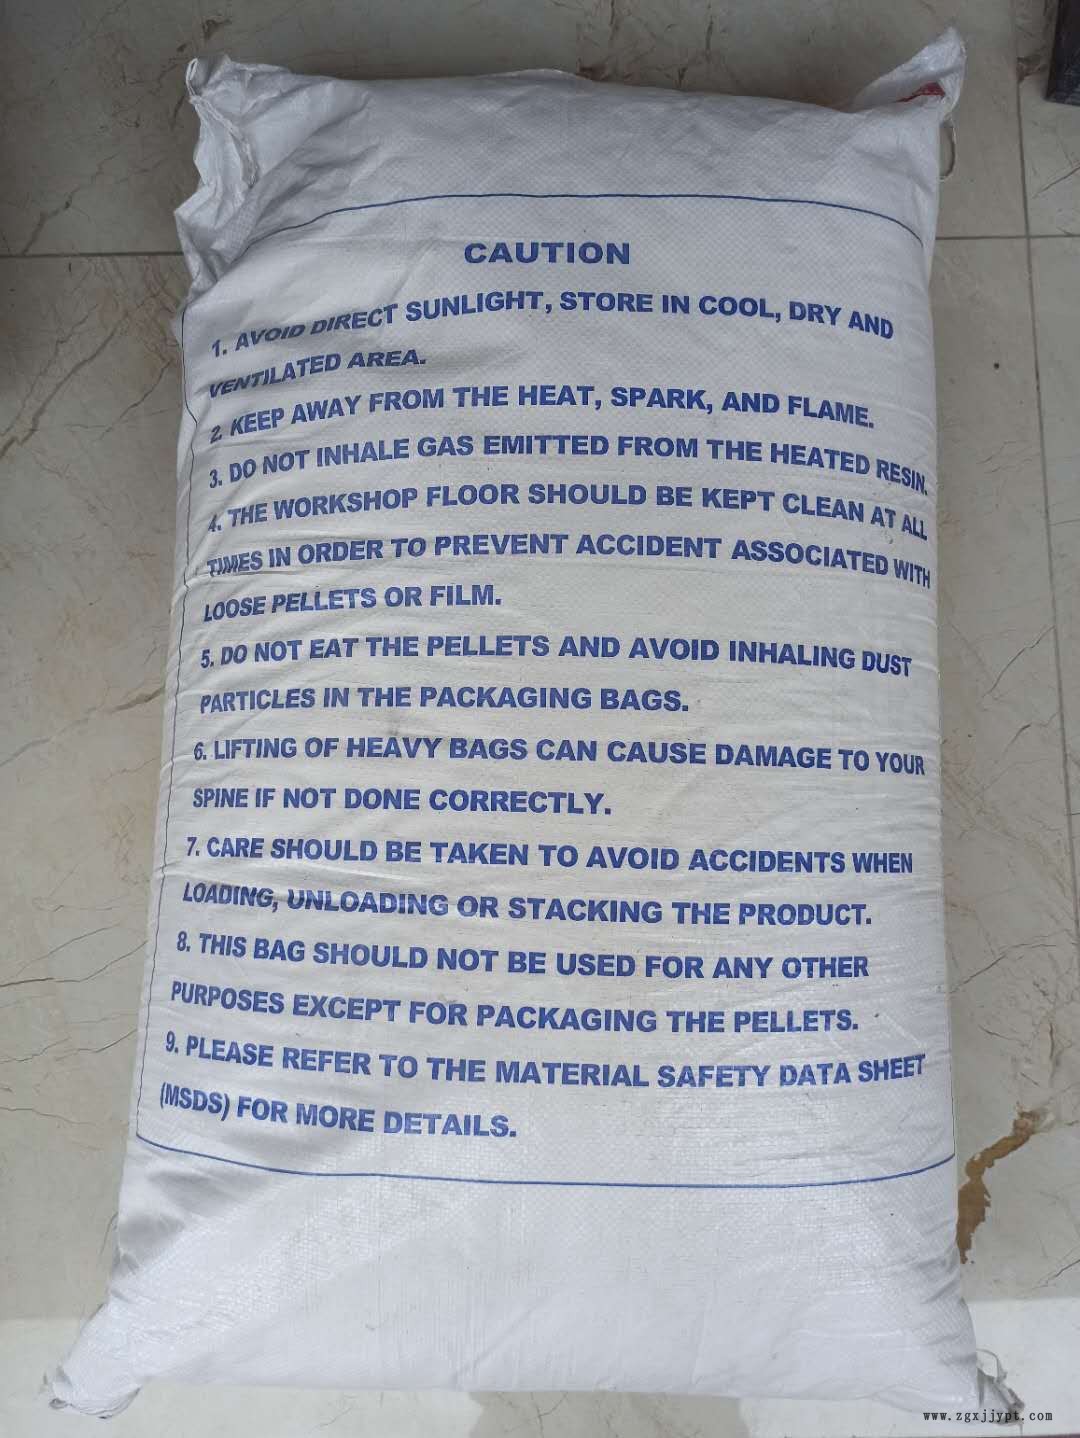 CAUTION
1. AVOID DIRECT SUNLIGHT, STORE IN COOL, DRY AND
VENTILATED AREA.
2. KEEP AWAY FROM THE HEAT, SPARK, AND FLAME.
3. DO NOT INHALE GAS EMITTED FROM THE HEATED RESIN.
4. THE WORKSHOP FLOOR SHOULD BE KEPT CLEAN AT ALL
TIMES IN ORDER TO PREVENT ACCIDENT ASSOCIATED WITH
LOOSE PELLETS OR FILM.
5. DO NOT EAT THE PELLETS AND AVOID INHALING DUST
PARTICLES IN THE PACKAGING BAGS.
6. LIFTING OF HEAVY BAGS CAN CAUSE DAMAGE TO YOUR
SPINE IF NOT DONE CORRECTLY.
7. CARE SHOULD BE TAKEN TO AVOID ACCIDENTS WHEN
LOADING, UNLOADING OR STACKING THE PRODUCT.
8. THIS BAG SHOULD NOT BE USED FOR ANY OTHER
PURPOSES EXCEPT FOR PACKAGING THE PELLETS.
9. PLEASE REFER TO THE MATERIAL SAFETY DATA SHEET
(MSDS) FOR MORE DETAILS.
www.zgxjjypt.com